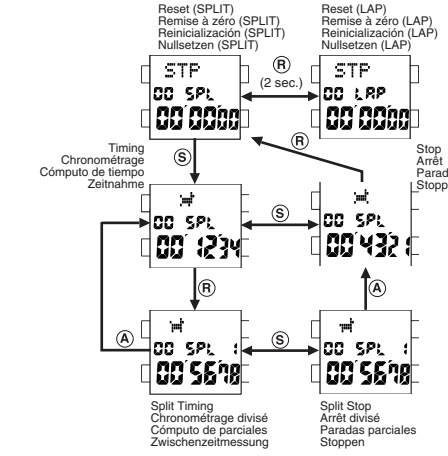 Reset (SPLIT)
Remise à zéro (SPLIT)
Reinicialización (SPLIT)
Nullsetzen (SPLIT)
Reset (LAP)
Remise à zéro (LAP)
Reinicialización (LAP)
Nullsetzen (LAP)
STP
00 SPL
00'00'00
R
(2 sec.)
STP
00 LAP
00'00'00
R
Timing
Chronométrage
Cómputo de tiempo
Zeitnahme
S
Stop
Arrêt
Parad
Stopp
00 SPL
00'12'34
S
00 SPL
00'43'21
A
R
A
00 SPL 1
00'56'78
S
00 SPL 1
00'56'78
Split Timing
Chronométrage divisé
Cómputo de parciales
Zwischenzeitmessung
Split Stop
Arrêt divisé
Paradas parciales
Stoppen